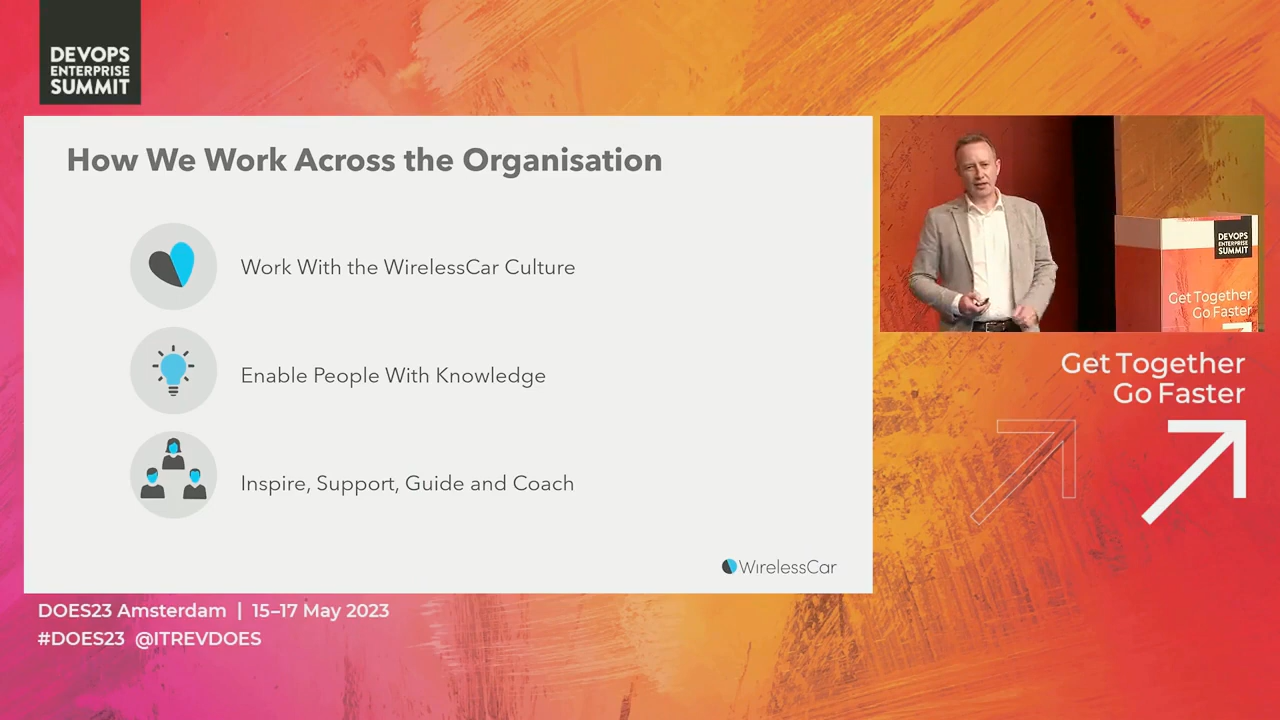 DEVOPS
ENTERPRISE
SUMMIT
How We Work Across the Organisation
Work With the WirelessCar Culture
Enable People With Knowledge
Inspire, Support, Guide and Coach
WirelessCar
DEVOPS
ENTERPRISE
SUMMIT
Get Together
Go Faster
Get Together
Go Faster
DOES23 Amsterdam | 15–17 May 2023
#DOES23 @ITREVDOES